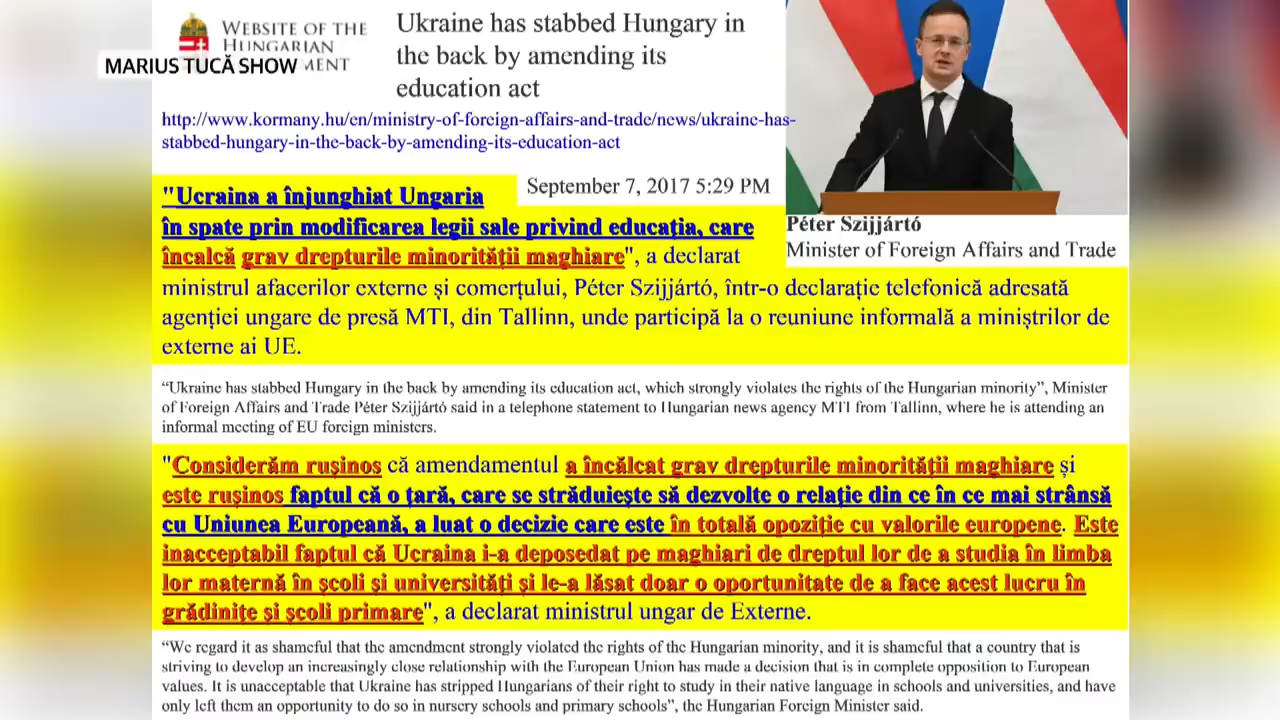 WEBSITE OF THE
HUNGARIAN
MENT
MARIUS TUCĂ SHOW
Ukraine has stabbed Hungary in
the back by amending its
education act
http://www.kormany.hu/en/ministry-of-foreign-affairs-and-trade/news/ukraine-has-
stabbed-hungary-in-the-back-by-amending-its-education-act
September 7, 2017 5:29 PM
Péter Szijjártó
Minister of Foreign Affairs and Trade
"Ucraina a înjunghiat Ungaria
în spate prin modificarea legii sale privind educația, care
încalcă grav drepturile minorității maghiare", a declarat
ministrul afacerilor externe și comerțului, Péter Szijjártó, într-o declarație telefonică adresată
agenției ungare de presă MTI, din Tallinn, unde participă la o reuniune informală a miniștrilor de
externe ai UE.
“Ukraine has stabbed Hungary in the back by amending its education act, which strongly violates the rights of the Hungarian minority”, Minister
of Foreign Affairs and Trade Péter Szijjártó said in a telephone statement to Hungarian news agency MTI from Tallinn, where he is attending an
informal meeting of EU foreign ministers.
"Considerăm rușinos că amendamentul a încălcat grav drepturile minorității maghiare și
este rușinos faptul că o țară, care se străduiește să dezvolte o relație din ce în ce mai strânsă
cu Uniunea Europeană, a luat o decizie care este în totală opoziție cu valorile europene. Este
inacceptabil faptul că Ucraina i-a deposedat pe maghiari de dreptul lor de a studia în limba
lor maternă în școli și universități și le-a lăsat doar o oportunitate de a face acest lucru în
grădinițe și școli primare", a declarat ministrul ungar de Externe.
“We regard it as shameful that the amendment strongly violated the rights of the Hungarian minority, and it is shameful that a country that is
striving to develop an increasingly close relationship with the European Union has made a decision that is in complete opposition to European
values. It is unacceptable that Ukraine has stripped Hungarians of their right to study in their native language in schools and universities, and have
only left them an opportunity to do so in nursery schools and primary schools”, the Hungarian Foreign Minister said.